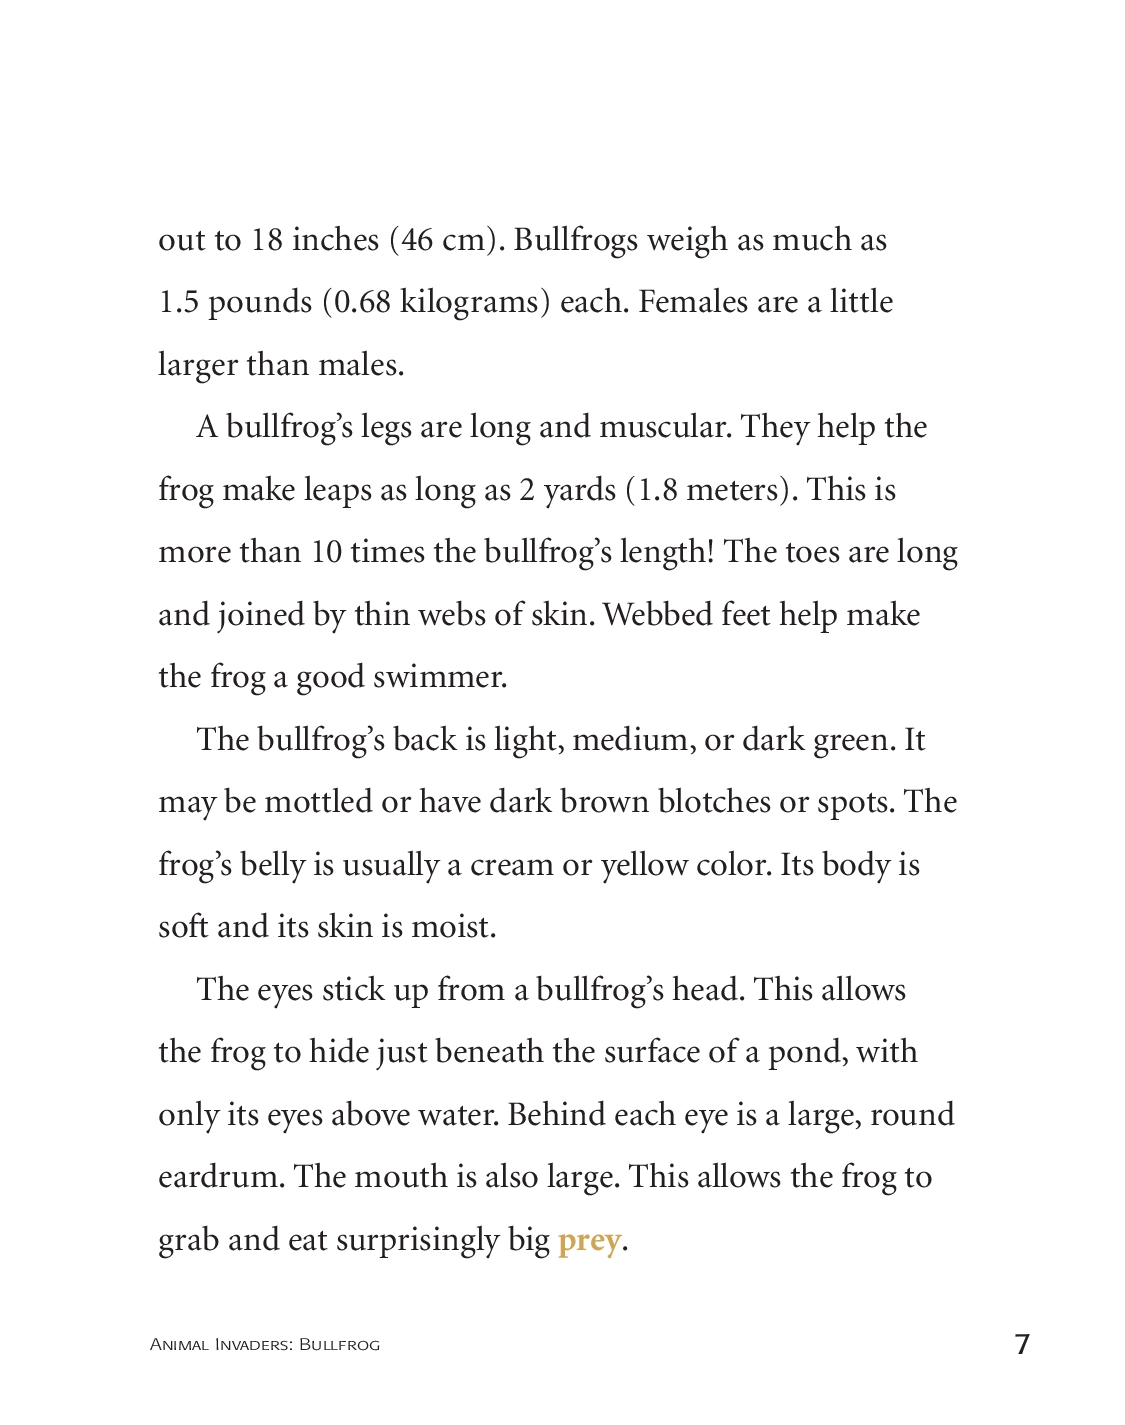 out to 18 inches (46 cm). Bullfrogs weigh as much as
1.5 pounds (0.68 kilograms) each. Females are a little
larger than males.
A bullfrog’s legs are long and muscular. They help the
frog make leaps as long as 2 yards (1.8 meters). This is
more than 10 times the bullfrog’s length! The toes are long
and joined by thin webs of skin. Webbed feet help make
the frog a good swimmer.
The bullfrog’s back is light, medium, or dark green. It
may be mottled or have dark brown blotches or spots. The
frog’s belly is usually a cream or yellow color. Its body is
soft and its skin is moist.
The eyes stick up from a bullfrog’s head. This allows
the frog to hide just beneath the surface of a pond, with
only its eyes above water. Behind each eye is a large, round
eardrum. The mouth is also large. This allows the frog to
grab and eat surprisingly big prey.
Animal Invaders: Bullfrog 7